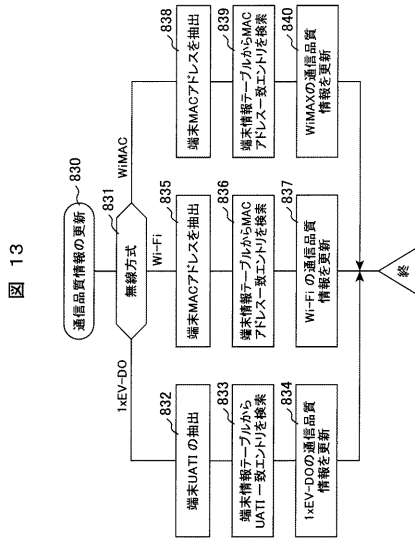 図 13
通信品質情報の更新
830
無線方式
831
1xEV-DO
Wi-Fi
WiMAC
端末UATI の抽出
832
端末情報テーブルから
UATI 一致エントリを検索
833
1xEV-DOの通信品質
情報を更新
834
端末MACアドレスを抽出
835
端末情報テーブルからMAC
アドレス一致エントリを検索
836
Wi-Fi の通信品質
情報を更新
837
端末MACアドレスを抽出
838
端末情報テーブルからMAC
アドレス一致エントリを検索
839
WiMAXの通信品質
情報を更新
840
終